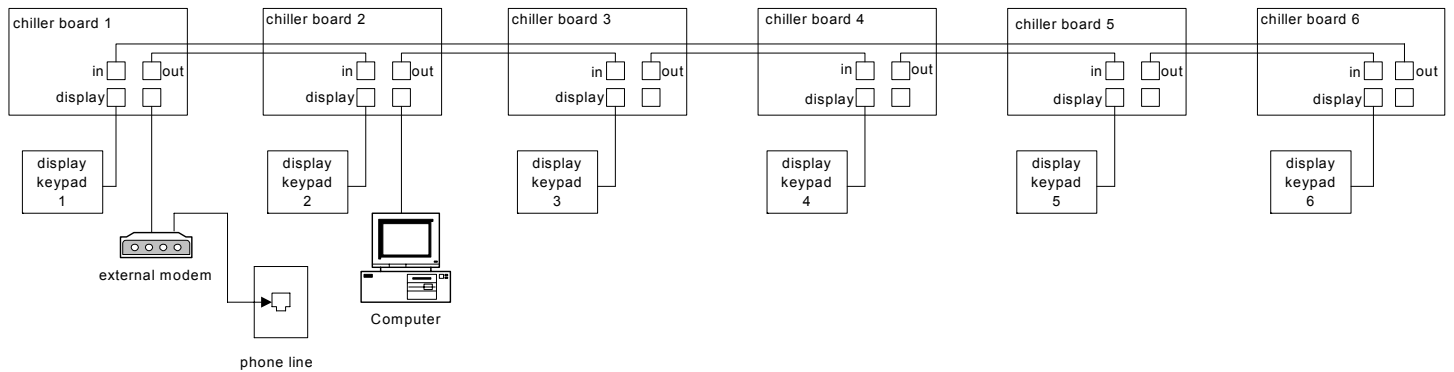 chiller board 1
chiller board 2
chiller board 3
chiller board 4
chiller board 5
chiller board 6
in
out
in
in
out
in
out
in
out
in
out
display
display
display
display
display
display
display
keypad
1
display
keypad
2
display
keypad
3
display
keypad
4
display
keypad
5
display
keypad
6
external modem
Computer
phone line